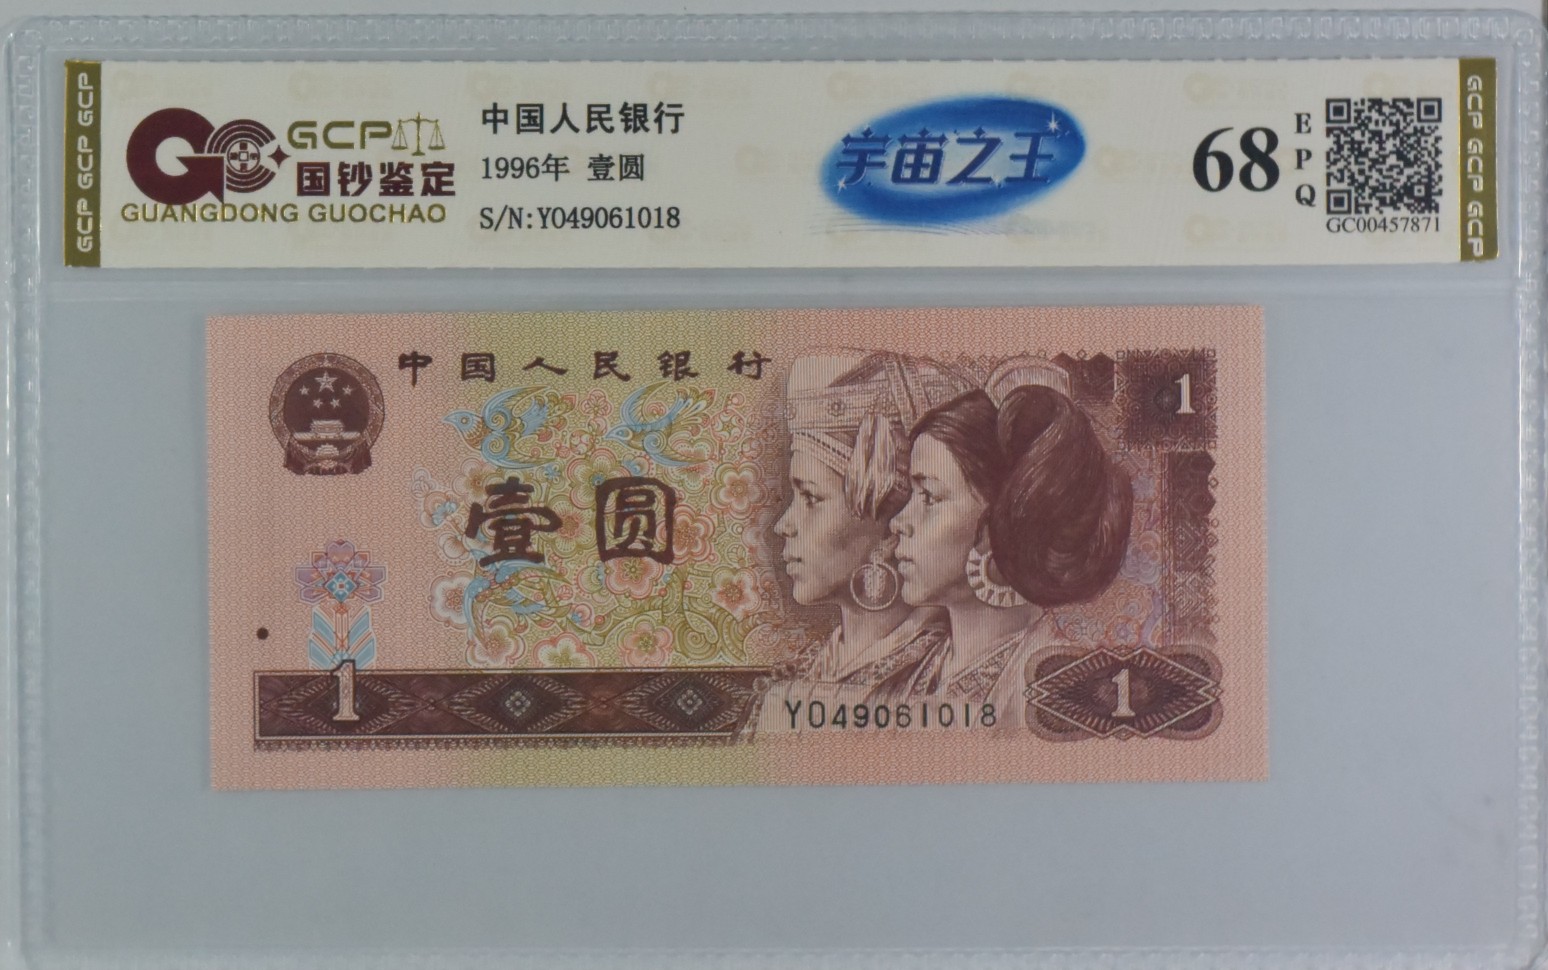 GCP GCP GCP
GCP
国钞鉴定
GUANGDONG GUOCHAO
中国人民银行
1996年 壹圆
S/N:Y049061018
宇宙之王
68
EPQ
GC00457871
GCP GCP GCP
中国人民银行
1
壹圆
1
Y049061018
1